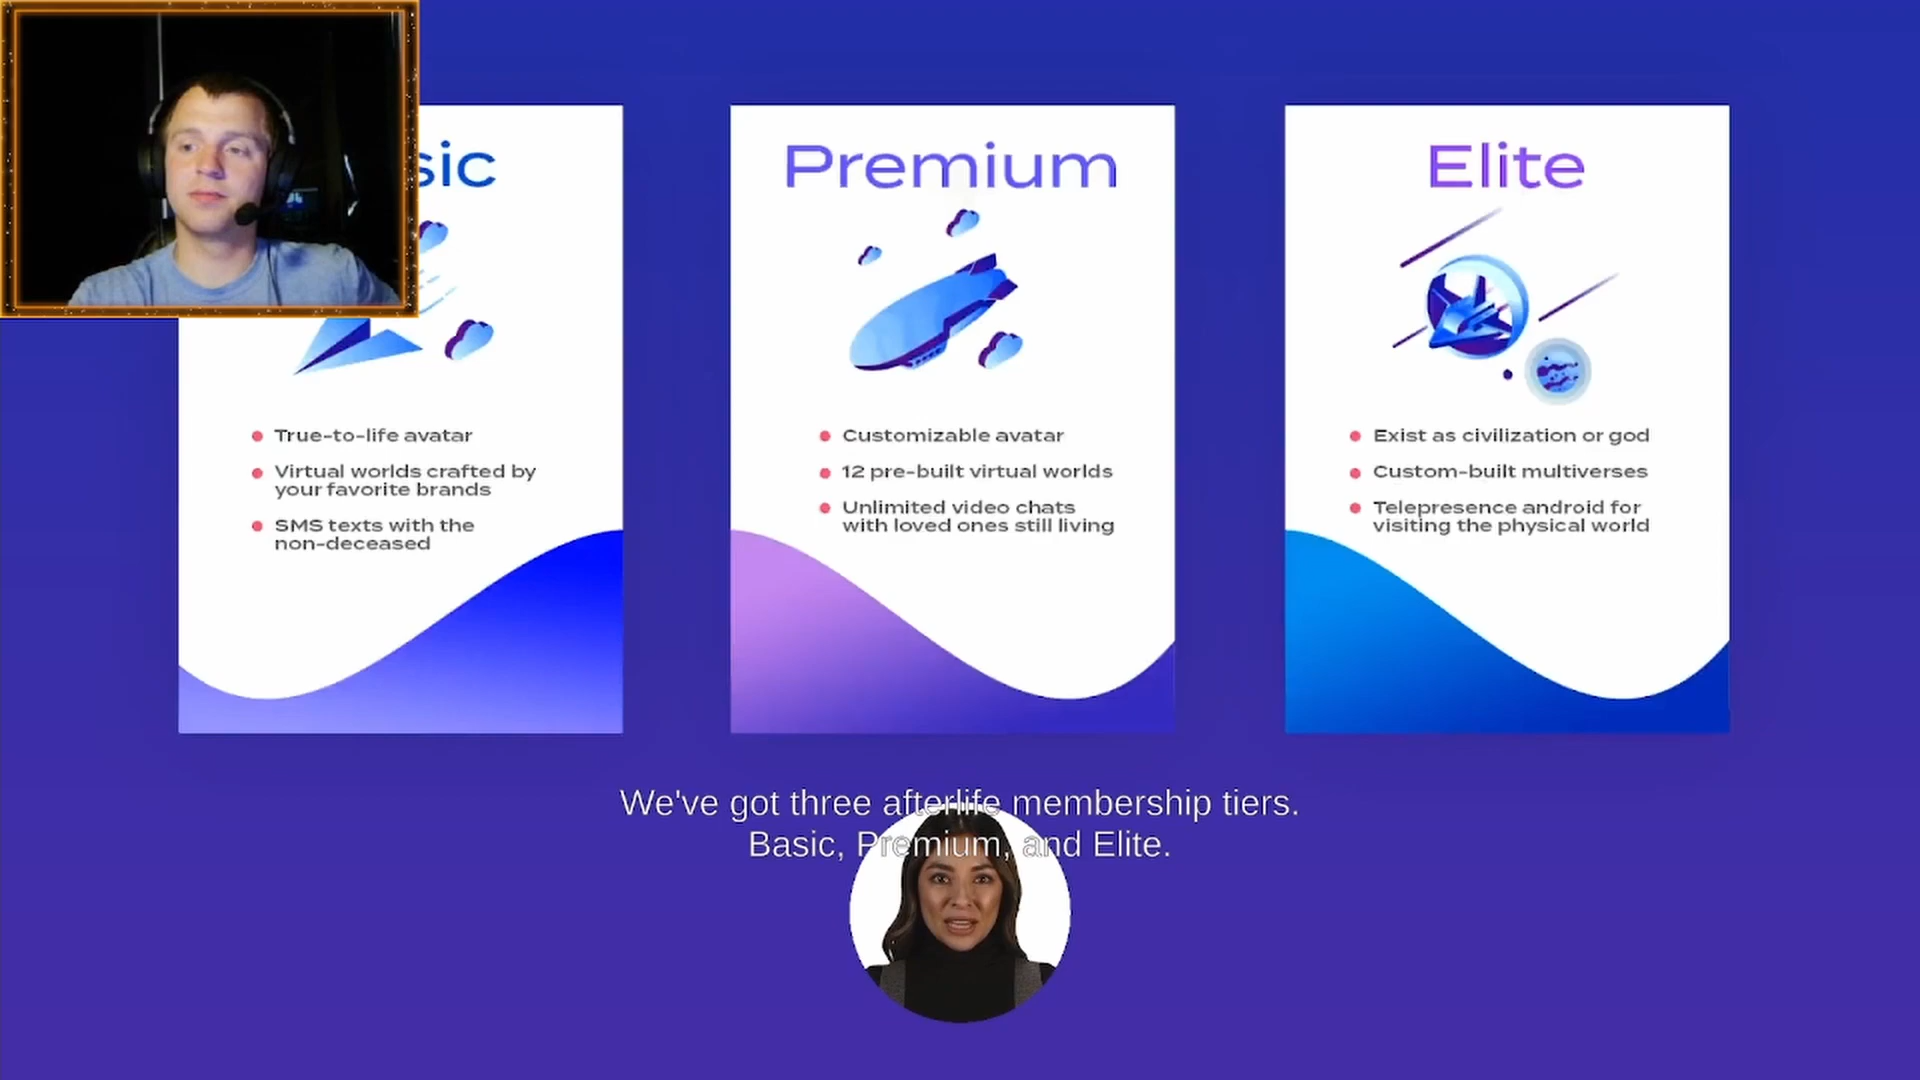 sic
Premium
Elite
True-to-life avatar
Virtual worlds crafted by
your favorite brands
SMS texts with the
non-deceased
Customizable avatar
12 pre-built virtual worlds
Unlimited video chats
with loved ones still living
Exist as civilization or god
Custom-built multiverses
Telepresence android for
visiting the physical world
We've got three afterlife membership tiers.
Basic, Premium, and Elite.